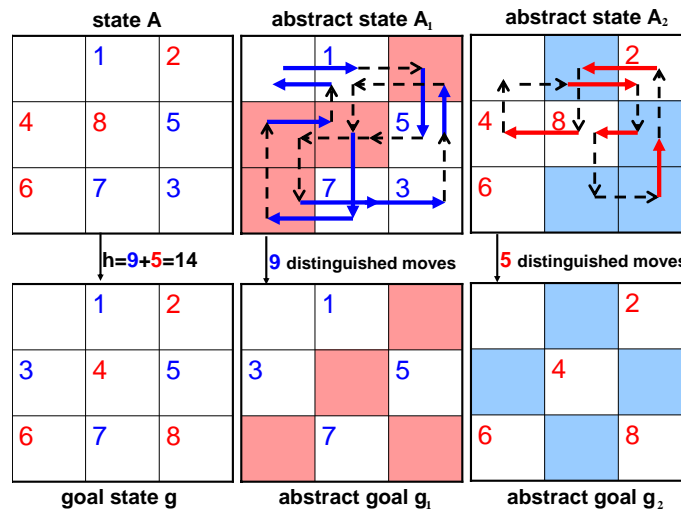 state A
abstract state A1
abstract state A2
1 2
4 8 5
6 7 3
1
5
7 3
2
4 8
6
h=9+5=14
9 distinguished moves
5 distinguished moves
1 2
3 4 5
6 7 8
1
3 5
7
2
4
6 8
goal state g
abstract goal g1
abstract goal g2